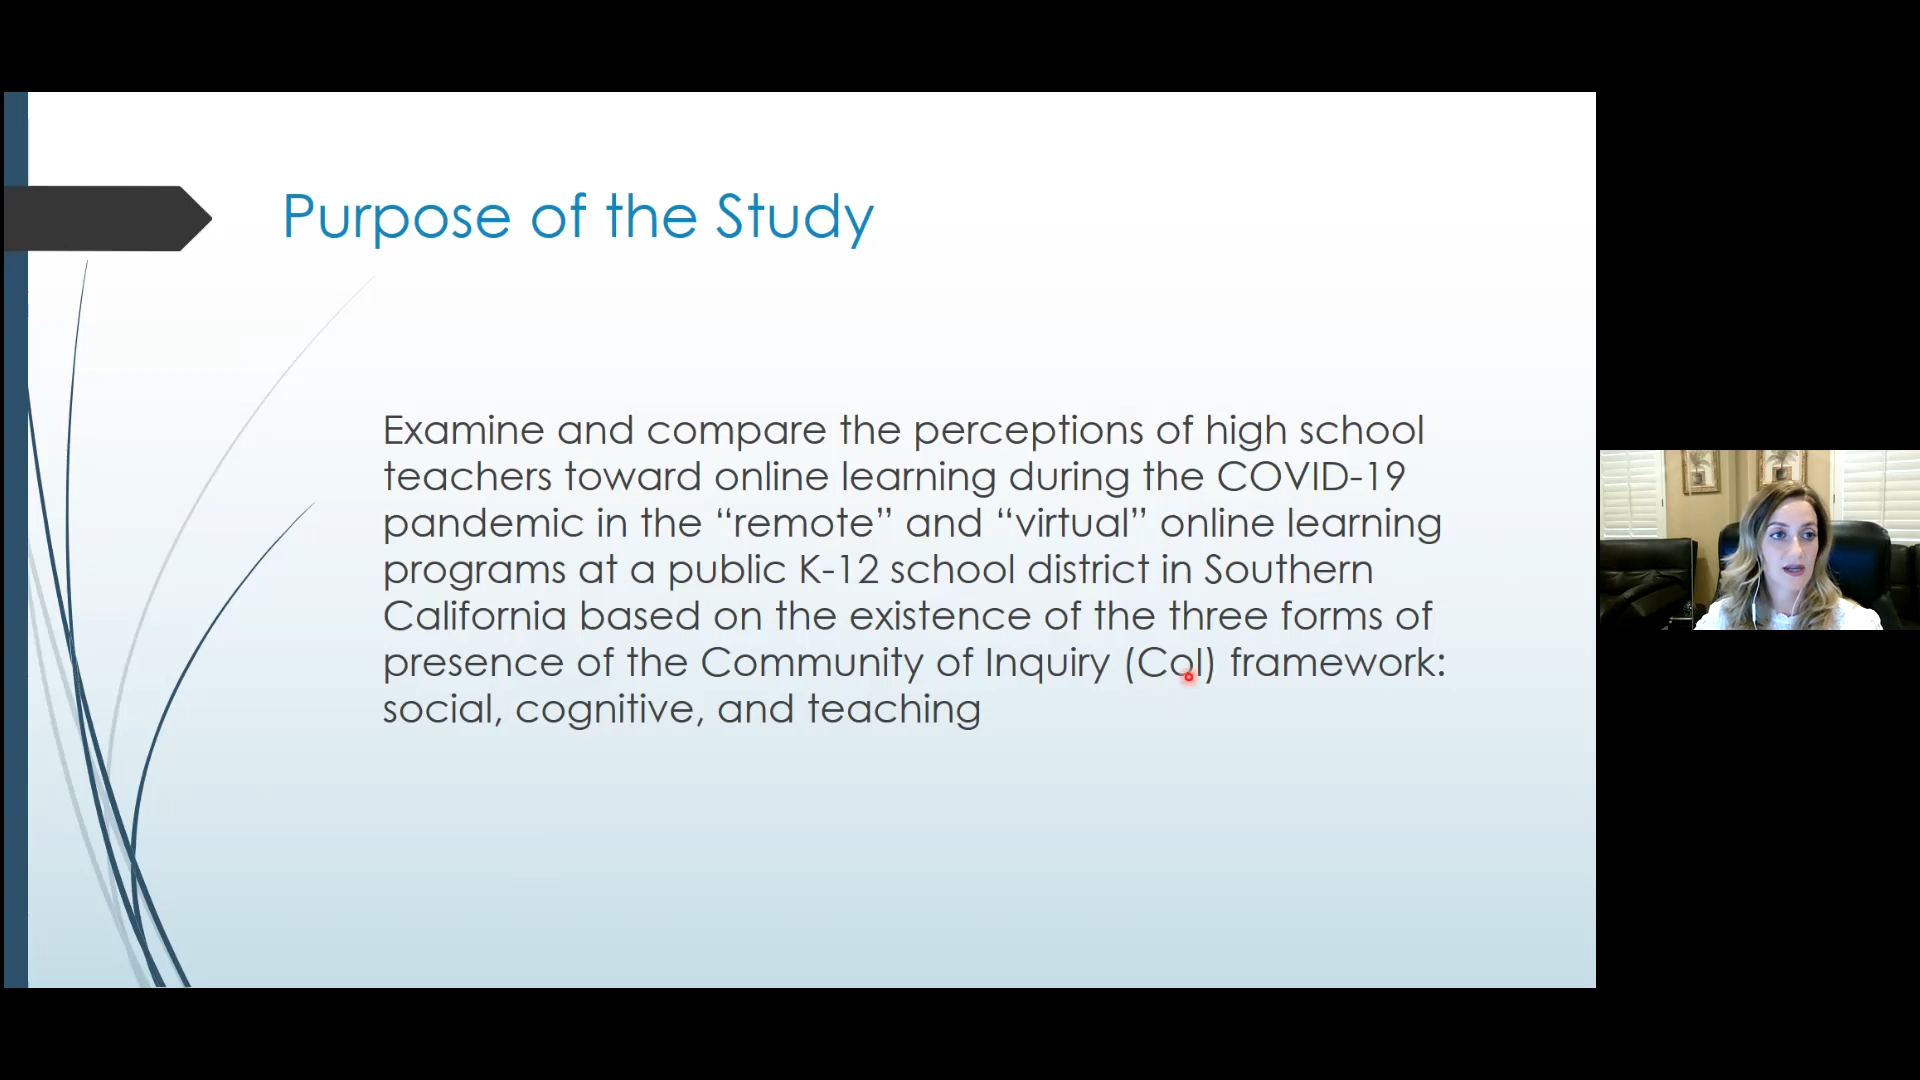 Purpose of the Study
Examine and compare the perceptions of high school
teachers toward online learning during the COVID-19
pandemic in the “remote” and “virtual” online learning
programs at a public K-12 school district in Southern
California based on the existence of the three forms of
presence of the Community of Inquiry (CoI) framework:
social, cognitive, and teaching